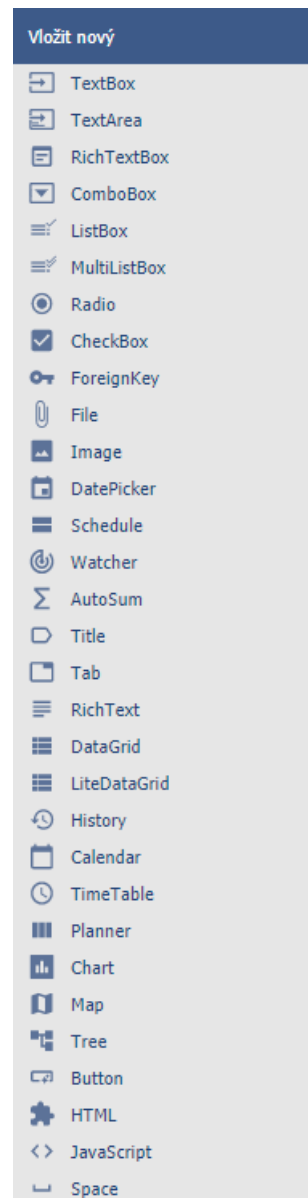 Vložit nový
TextBox
TextArea
RichTextBox
ComboBox
ListBox
MultiListBox
Radio
CheckBox
ForeignKey
File
Image
DatePicker
Schedule
Watcher
AutoSum
Title
Tab
RichText
DataGrid
LiteDataGrid
History
Calendar
TimeTable
Planner
Chart
Map
Tree
Button
HTML
JavaScript
Space